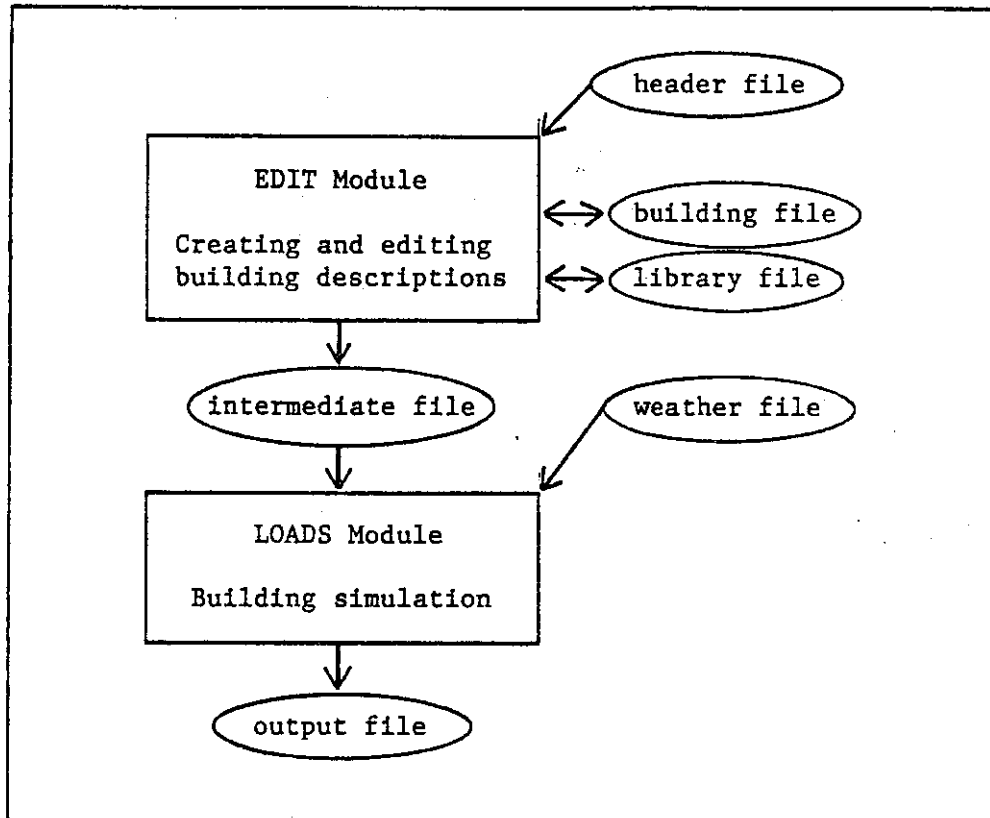 header file
EDIT Module
Creating and editing
building descriptions
building file
library file
intermediate file
weather file
LOADS Module
Building simulation
output file